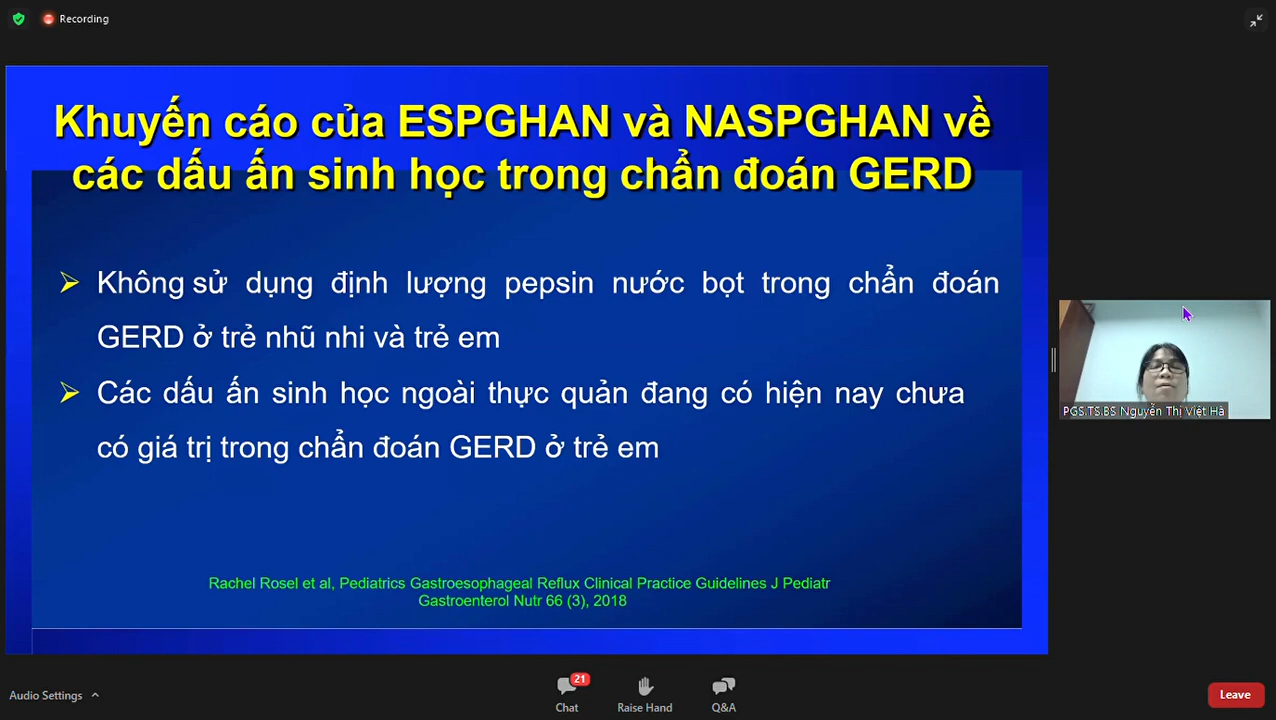 Recording
Khuyến cáo của ESPGHAN và NASPGHAN về
các dấu ấn sinh học trong chẩn đoán GERD
Không sử dụng định lượng pepsin nước bọt trong chẩn đoán
GERD ở trẻ nhũ nhi và trẻ em
Các dấu ấn sinh học ngoài thực quản đang có hiện nay chưa
có giá trị trong chẩn đoán GERD ở trẻ em
Rachel Rosel et al, Pediatrics Gastroesophageal Reflux Clinical Practice Guidelines J Pediatr
Gastroenterol Nutr 66 (3), 2018
PGS.TS.BS Nguyễn Thị Việt Hà
Audio Settings
21
Chat
Raise Hand
Q&A
Leave